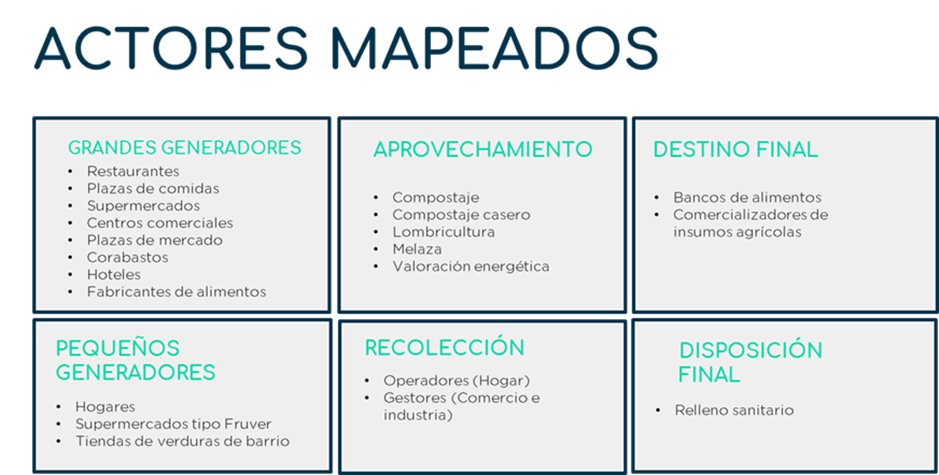 ACTORES MAPEADOS
GRANDES GENERADORES
• Restaurantes
• Plazas de comidas
• Supermercados
• Centros comerciales
• Plazas de mercado
• Corabastos
• Hoteles
• Fabricantes de alimentos
APROVECHAMIENTO
• Compostaje
• Compostaje casero
• Lombricultura
• Melaza
• Valoración energética
DESTINO FINAL
• Bancos de alimentos
• Comercializadores de
insumos agrícolas
PEQUEÑOS
GENERADORES
• Hogares
• Supermercados tipo Fruver
• Tiendas de verduras de barrio
RECOLECCIÓN
• Operadores (Hogar)
• Gestores (Comercio e
industria)
DISPOSICIÓN
FINAL
• Relleno sanitario